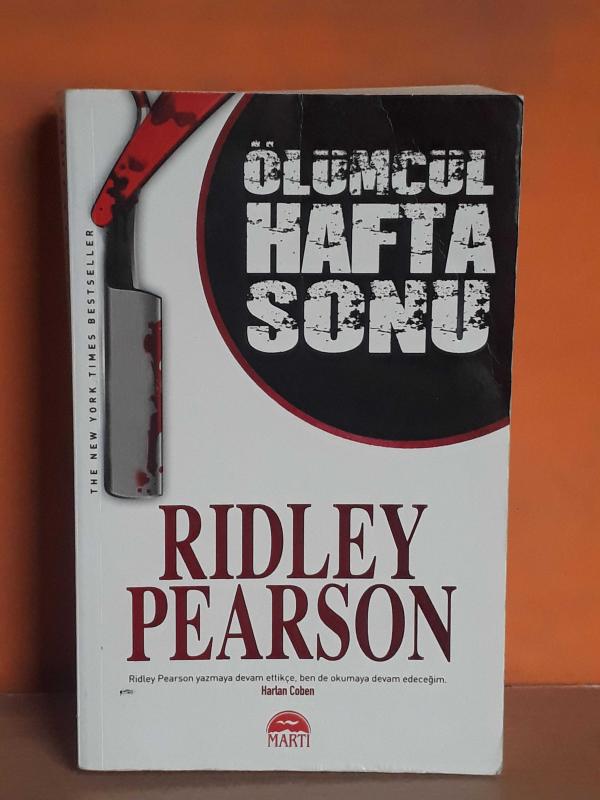 ÖLÜMCÜL
HAFTA
SONU
THE NEW YORK TIMES BESTSELLER
RIDLEY
PEARSON
Ridley Pearson yazmaya devam ettikçe, ben de okumaya devam edeceğim.
Harlan Coben
MARTI